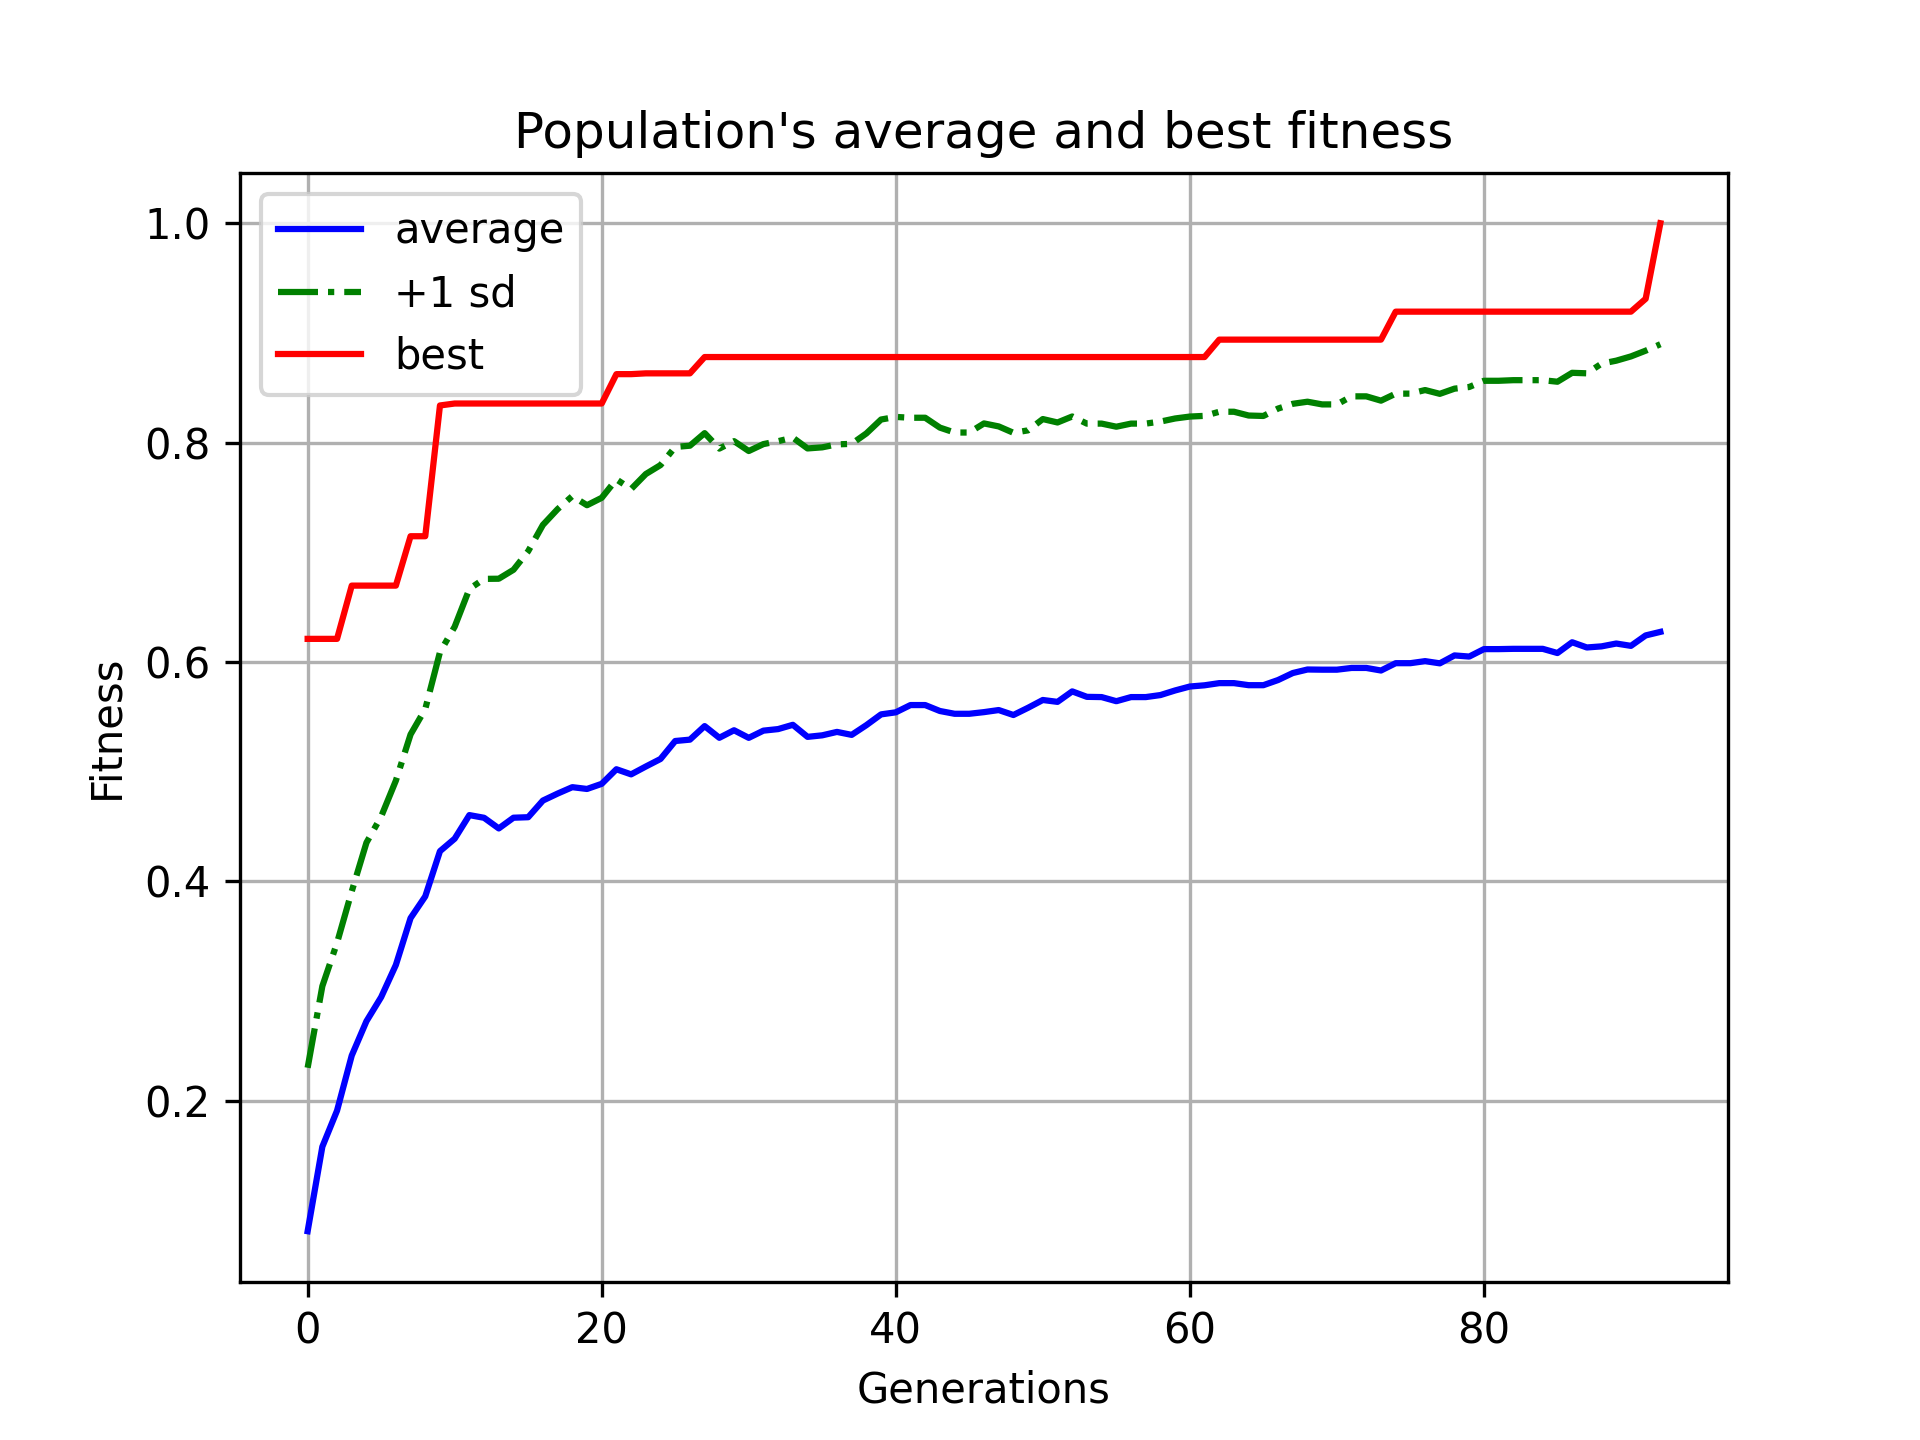 Population's average and best fitness
average
+1 sd
best
1.0
0.8
0.6
0.4
0.2
Fitness
0 20 40 60 80
Generations